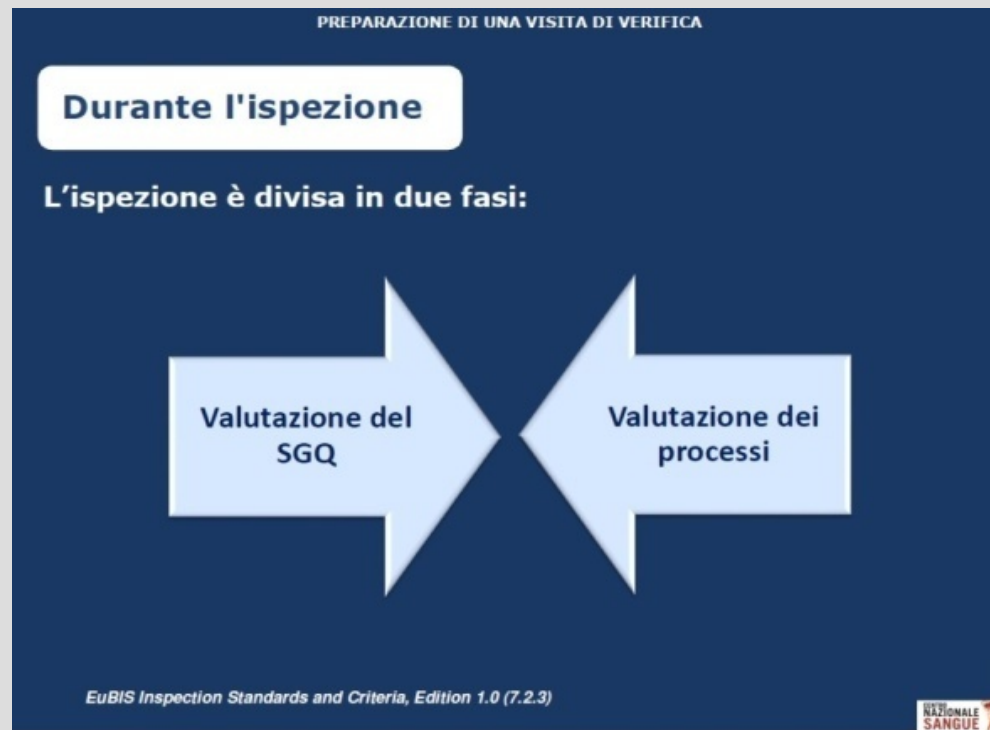 PREPARAZIONE DI UNA VISITA DI VERIFICA
Durante l'ispezione
L’ispezione è divisa in due fasi:
Valutazione del
SGQ
Valutazione dei
processi
EuBIS Inspection Standards and Criteria, Edition 1.0 (7.2.3)
CENTRO
NAZIONALE
SANGUE